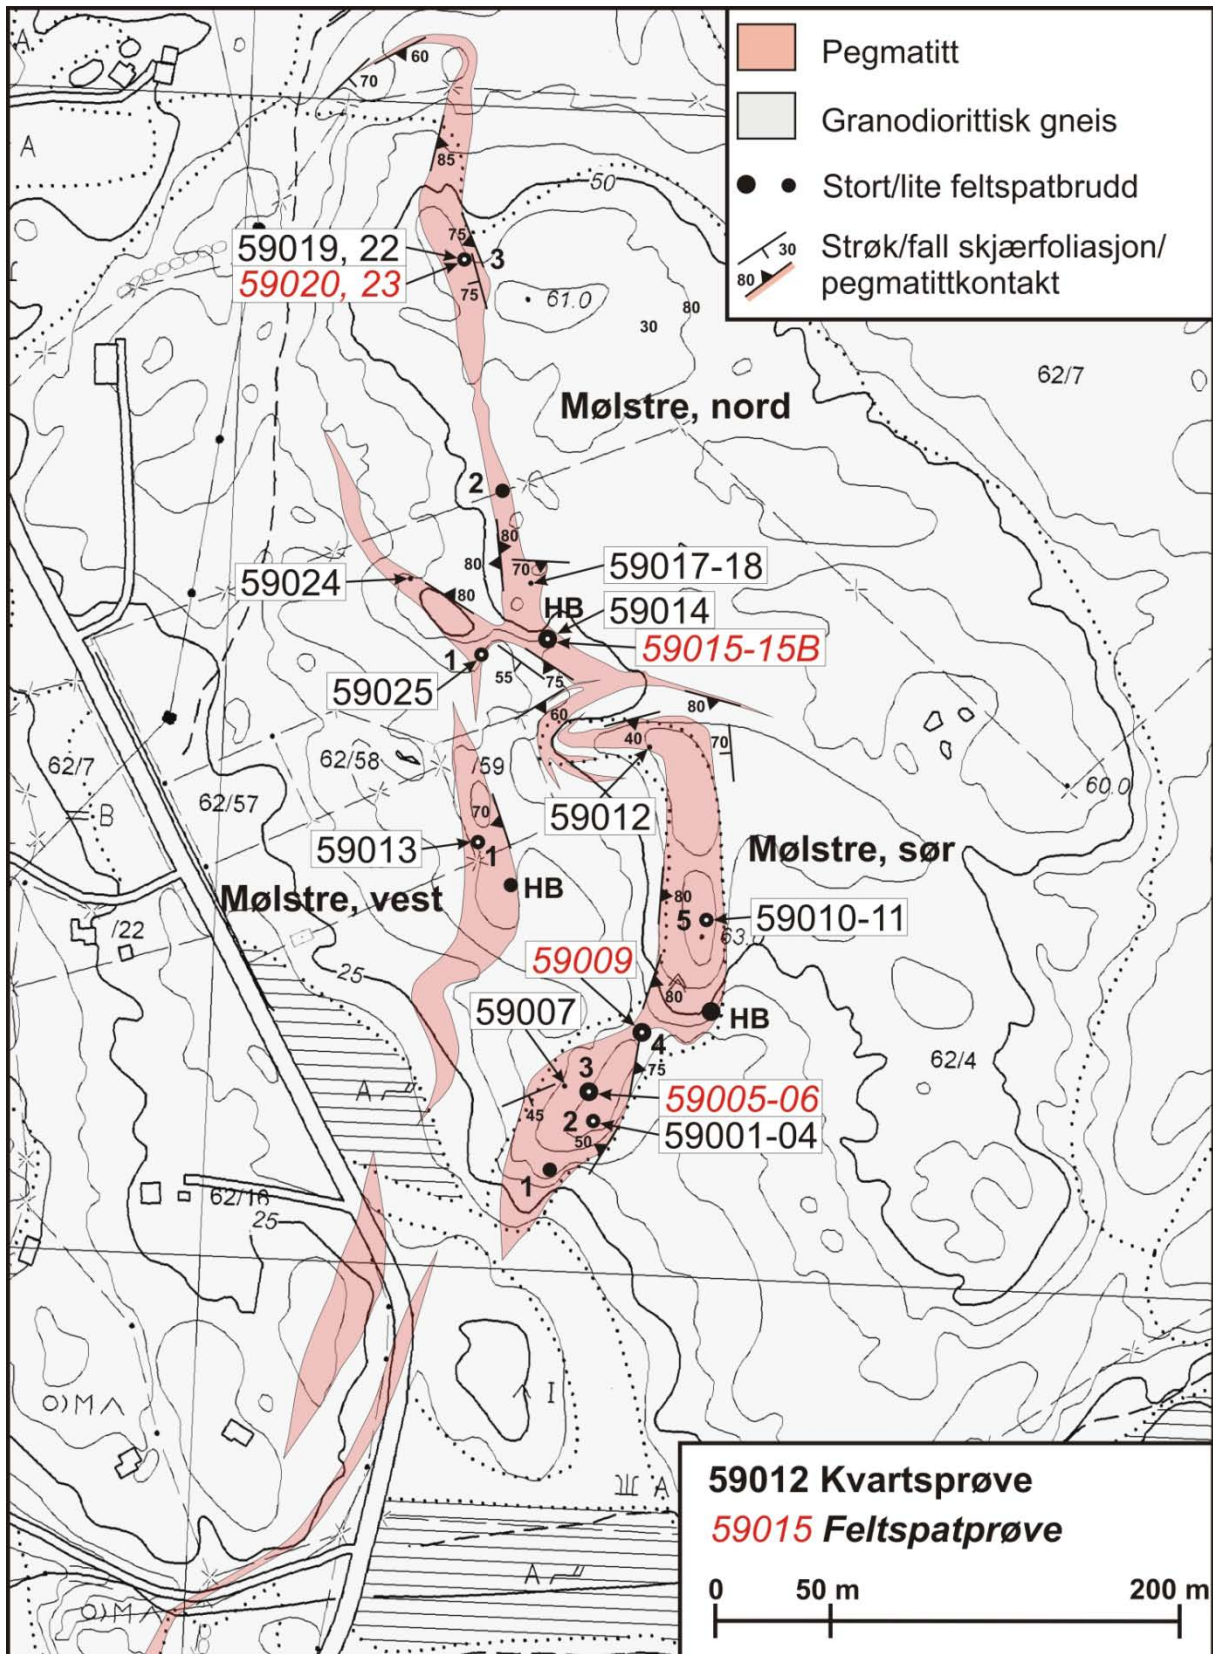 Pegmatitt
Granodiorittisk gneis
Stort/lite feltspatbrudd
30
80
Strøk/fall skjærfoliasjon/
pegmatittkontakt
A
60
70
A
85
50
59019, 22
59020, 23
75
3
75
61.0
80
30
62/7
Mølstre, nord
2
80
80
70
59017-18
59024
80
HB
59014
59015-15B
1
55
75
59025
60
80
40
70
62/7
62/58
/59
62/57
B
60.0
70
59012
59013
1
Mølstre, sør
HB
Mølstre, vest
80
5
59010-11
63.
/22
59009
25
80
HB
59007
4
62/4
3
75
A
59005-06
45
2
59001-04
50
1
62/16
25
I
A
59012 Kvartsprøve
59015 Feltspatprøve
A
0 50 m 200 m